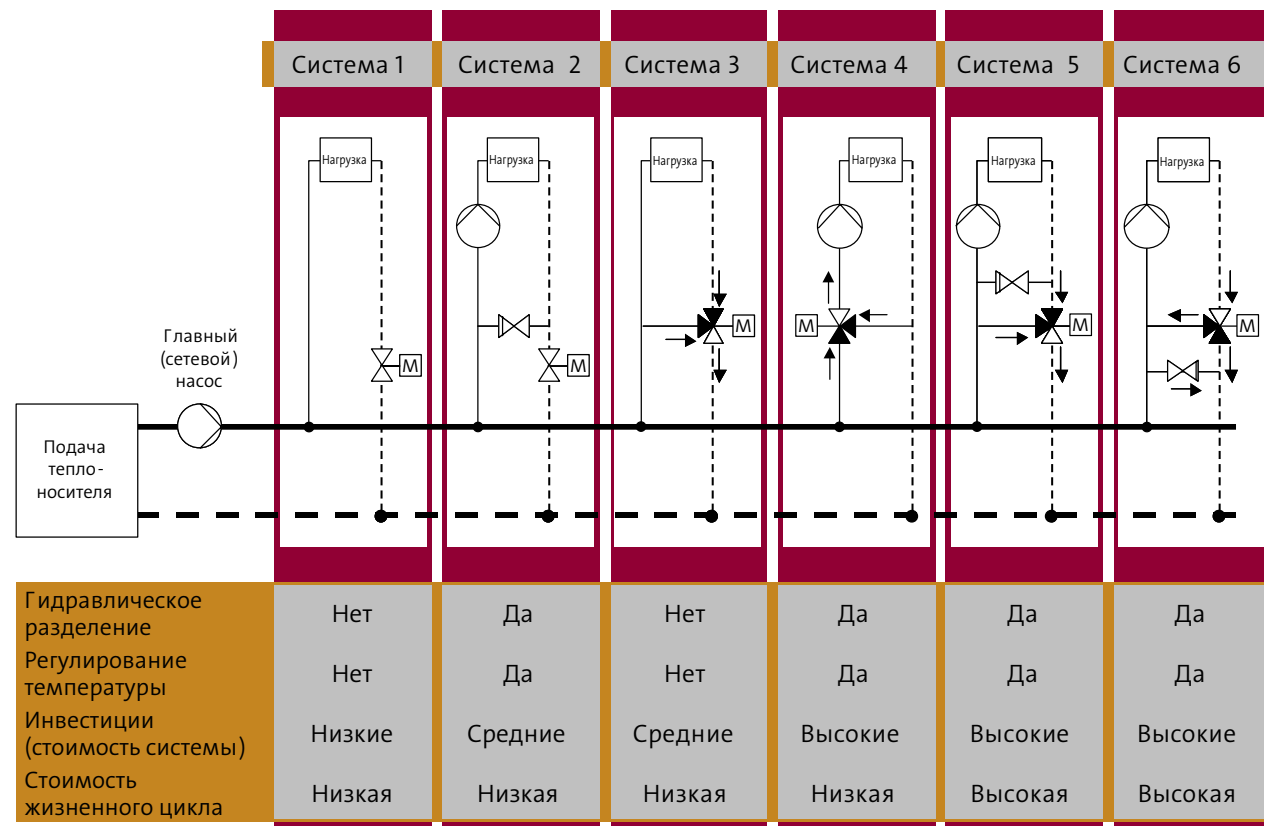 Система 1
Система 2
Система 3
Система 4
Система 5
Система 6
Нагрузка
Нагрузка
Нагрузка
Нагрузка
Нагрузка
Нагрузка
M
M
M
M
M
M
Главный
(сетевой)
насос
Подача
тепло-
носителя
Гидравлическое
разделение
Нет
Да
Нет
Да
Да
Да
Регулирование
температуры
Нет
Да
Нет
Да
Да
Да
Инвестиции
(стоимость системы)
Низкие
Средние
Средние
Высокие
Высокие
Высокие
Стоимость
жизненного цикла
Низкая
Низкая
Низкая
Низкая
Высокая
Высокая